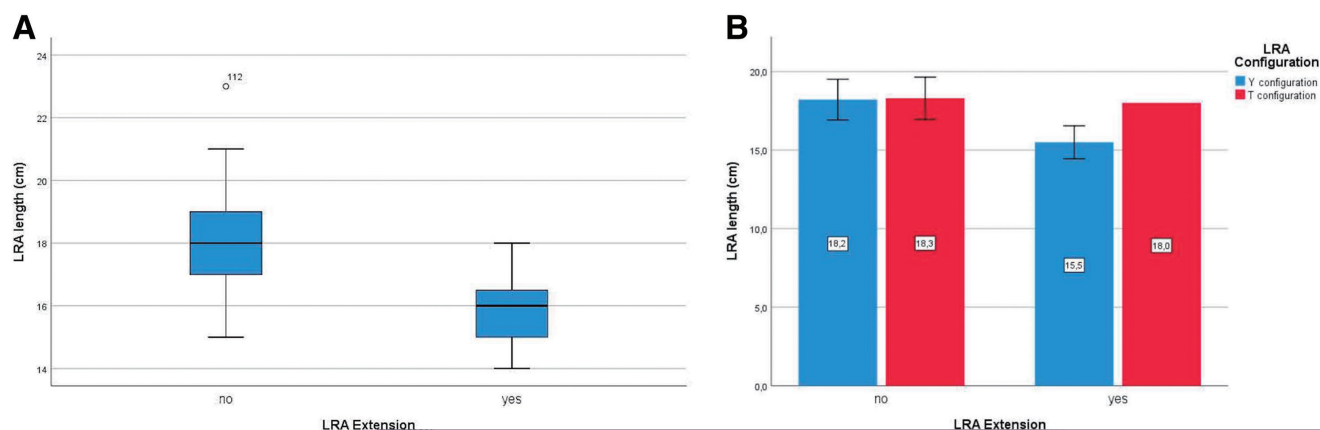 A
24
22
20
18
16
14
LRA length (cm)
112
no
yes
LRA Extension
B
20,0
15,0
10,0
5,0
0,0
LRA length (cm)
18,2
18,3
15,5
18,0
no
yes
LRA Extension
LRA
Configuration
Y configuration
T configuration